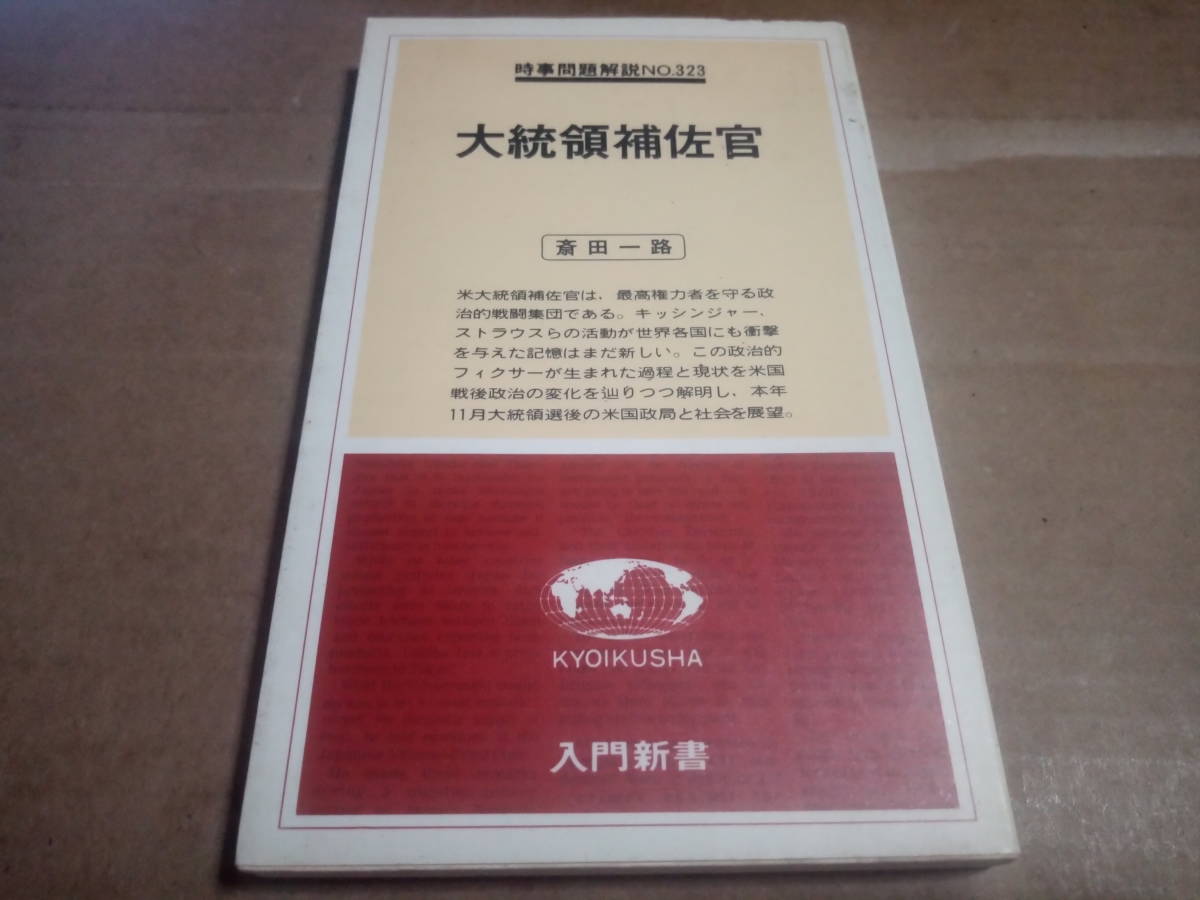 時事問題解説NO.323
大統領補佐官
斎田一路
米大統領補佐官は、最高権力者を守る政
治的戦闘集団である。キッシンジャー、
ストラウスらの活動が世界各国にも衝撃
を与えた記憶はまだ新しい。この政治的
フィクサーが生まれた過程と現状を米国
戦後政治の変化を辿りつつ解明し、本年
11月大統領選後の米国政局と社会を展望。
KYOIKUSHA
入門新書